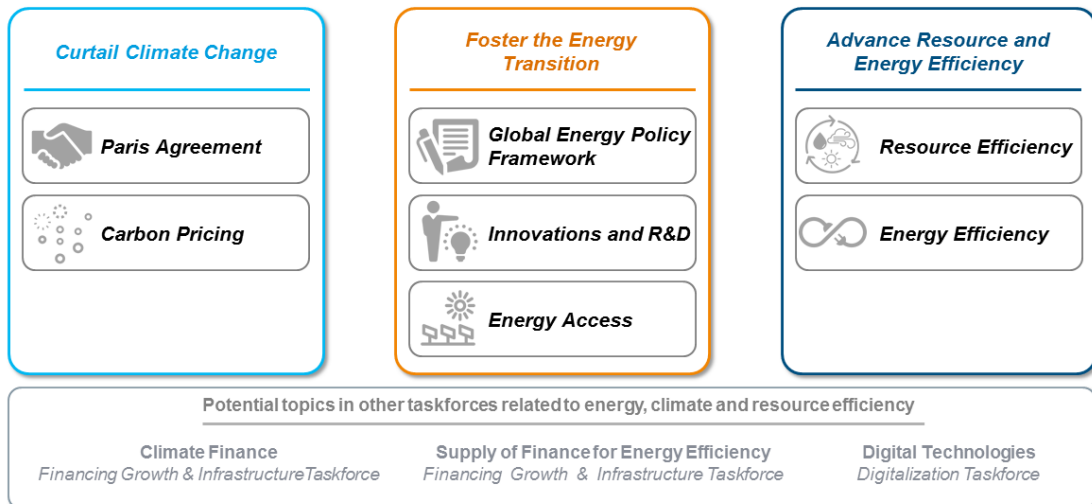 Curtail Climate Change
Paris Agreement
Carbon Pricing
Foster the Energy
Transition
Global Energy Policy
Framework
Innovations and R&D
Energy Access
Advance Resource and
Energy Efficiency
Resource Efficiency
Energy Efficiency
Potential topics in other taskforces related to energy, climate and resource efficiency
Climate Finance
Financing Growth & Infrastructure Taskforce
Supply of Finance for Energy Efficiency
Financing Growth & Infrastructure Taskforce
Digital Technologies
Digitalization Taskforce